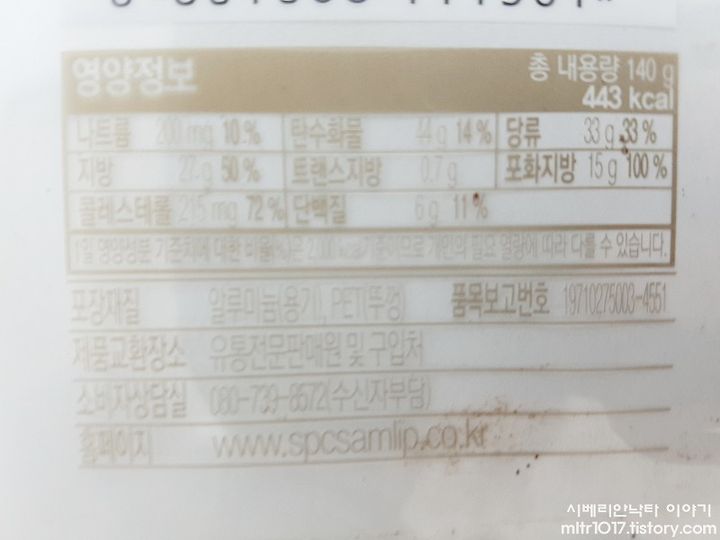 영양정보 총 내용량 140 g
443 kcal
나트륨 200 mg 10 % 탄수화물 44 g 14 % 당류 33 g 33 %
지방 27 g 50 % 트랜스지방 0.7 g 포화지방 15 g 100 %
콜레스테롤 215 mg 72 % 단백질 6 g 11 %
1일 영양성분 기준치에 대한 비율(%)은 2,000 kcal 기준이므로 개인의 필요 열량에 따라 다를 수 있습니다.
포장재질 알루미늄(용기), PET(뚜껑) 품목보고번호 19710275003-4551
제품교환장소 유통전문판매원 및 구입처
소비자상담실 080-739-8572(수신자부담)
홈페이지 www.spcsamlip.co.kr
시베리안낙타 이야기
mltr1017.tistory.com